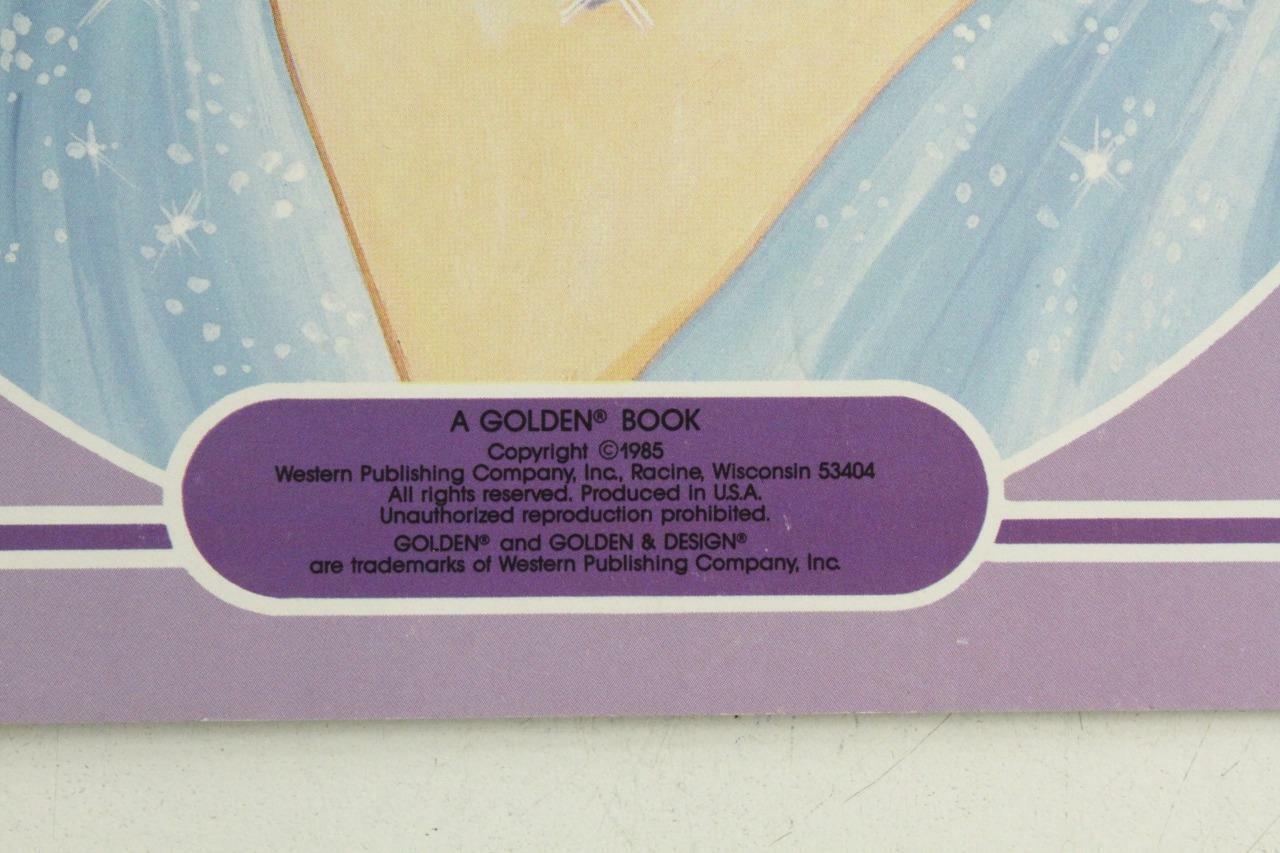 A GOLDEN® BOOK
Copyright ©1985
Western Publishing Company, Inc., Racine, Wisconsin 53404
All rights reserved. Produced in U.S.A.
Unauthorized reproduction prohibited.
GOLDEN® and GOLDEN & DESIGN®
are trademarks of Western Publishing Company, Inc.